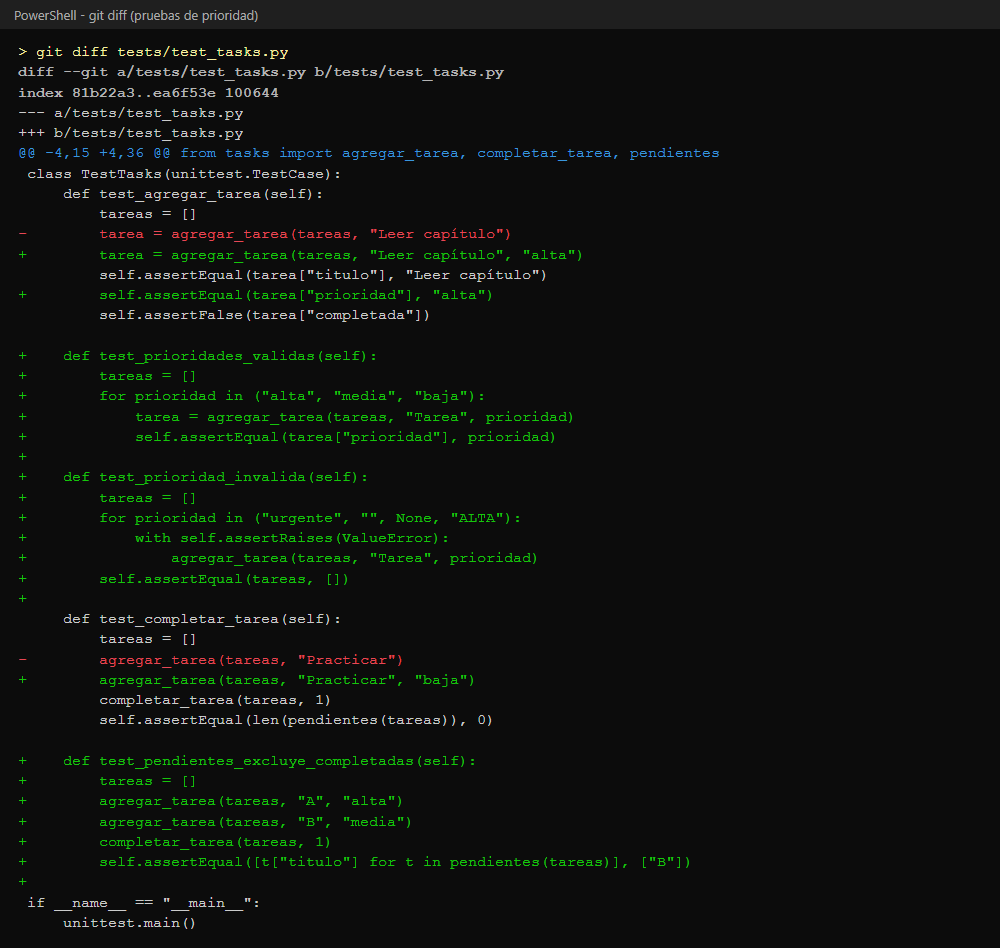 PowerShell - git diff (pruebas de prioridad)
> git diff tests/test_tasks.py
diff --git a/tests/test_tasks.py b/tests/test_tasks.py
index 81b22a3..ea6f53e 100644
--- a/tests/test_tasks.py
+++ b/tests/test_tasks.py
@@ -4,15 +4,36 @@ from tasks import agregar_tarea, completar_tarea, pendientes
 class TestTasks(unittest.TestCase):
     def test_agregar_tarea(self):
         tareas = []
-        tarea = agregar_tarea(tareas, "Leer capítulo")
+        tarea = agregar_tarea(tareas, "Leer capítulo", "alta")
         self.assertEqual(tarea["titulo"], "Leer capítulo")
+        self.assertEqual(tarea["prioridad"], "alta")
         self.assertFalse(tarea["completada"])

+    def test_prioridades_validas(self):
+        tareas = []
+        for prioridad in ("alta", "media", "baja"):
+            tarea = agregar_tarea(tareas, "Tarea", prioridad)
+            self.assertEqual(tarea["prioridad"], prioridad)
+
+    def test_prioridad_invalida(self):
+        tareas = []
+        for prioridad in ("urgente", "", None, "ALTA"):
+            with self.assertRaises(ValueError):
+                agregar_tarea(tareas, "Tarea", prioridad)
+        self.assertEqual(tareas, [])
+
     def test_completar_tarea(self):
         tareas = []
-        agregar_tarea(tareas, "Practicar")
+        agregar_tarea(tareas, "Practicar", "baja")
         completar_tarea(tareas, 1)
         self.assertEqual(len(pendientes(tareas)), 0)

+    def test_pendientes_excluye_completadas(self):
+        tareas = []
+        agregar_tarea(tareas, "A", "alta")
+        agregar_tarea(tareas, "B", "media")
+        completar_tarea(tareas, 1)
+        self.assertEqual([t["titulo"] for t in pendientes(tareas)], ["B"])
+
 if __name__ == "__main__":
     unittest.main()